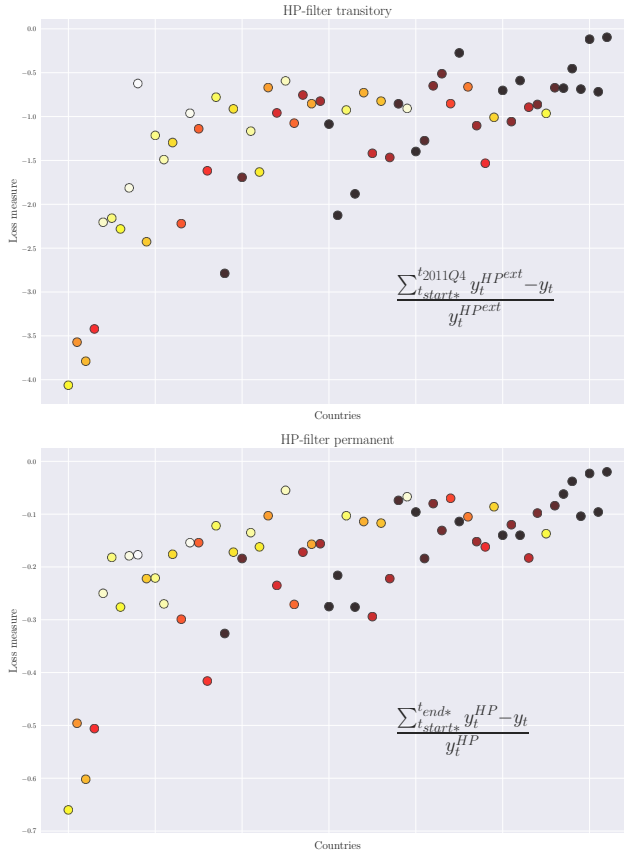 HP-filter transitory
0.0
−0.5
−1.0
−1.5
−2.0
−2.5
−3.0
−3.5
−4.0
Loss measure
∑_{t_{start*}}^{t_{2011Q4}} y_t^{HP^{ext}} − y_t
y_t^{HP^{ext}}
Countries
HP-filter permanent
0.0
−0.1
−0.2
−0.3
−0.4
−0.5
−0.6
−0.7
Loss measure
∑_{t_{start*}}^{t_{end*}} y_t^{HP} − y_t
y_t^{HP}
Countries